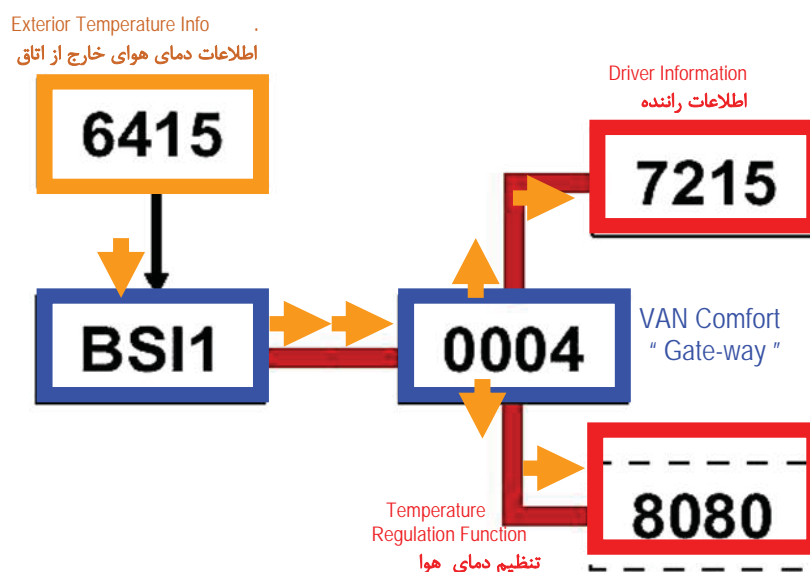 Exterior Temperature Info .
اطلاعات دمای هوای خارج از اتاق
6415
Driver Information
اطلاعات راننده
7215
BSI1
0004
VAN Comfort
“ Gate-way ”
8080
Temperature
Regulation Function
تنظیم دمای هوا